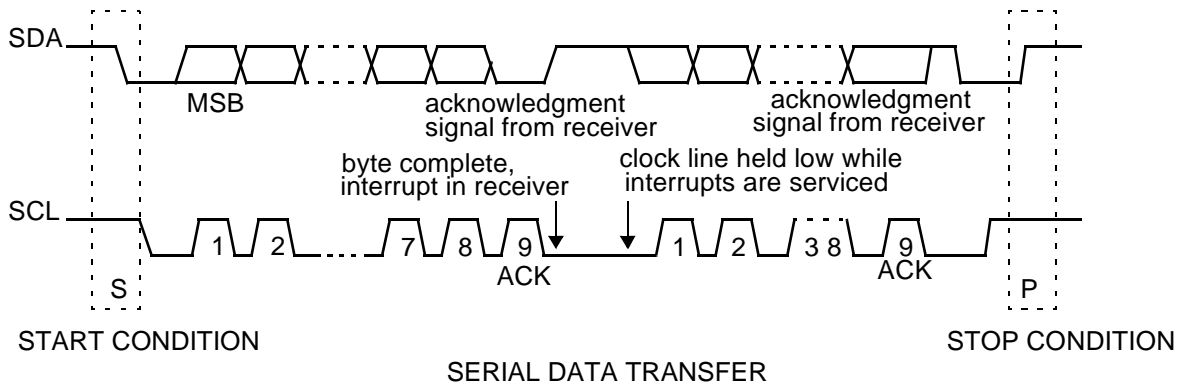 SDA
MSB
acknowledgment
signal from receiver
acknowledgment
signal from receiver
byte complete,
interrupt in receiver
clock line held low while
interrupts are serviced
SCL
1 2 7 8 9 1 2 3 8 9
ACK
ACK
S
P
START CONDITION
STOP CONDITION
SERIAL DATA TRANSFER